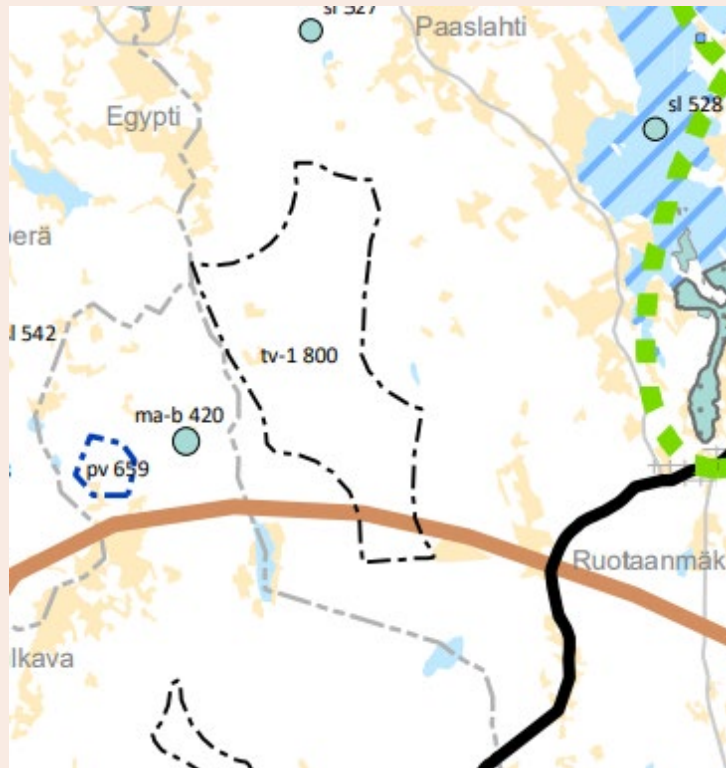 sl 527
Paaslahti
Egypti
sl 528
erä
542
tv-1 800
ma-b 420
pv 659
Ruotaanmäk
lkava